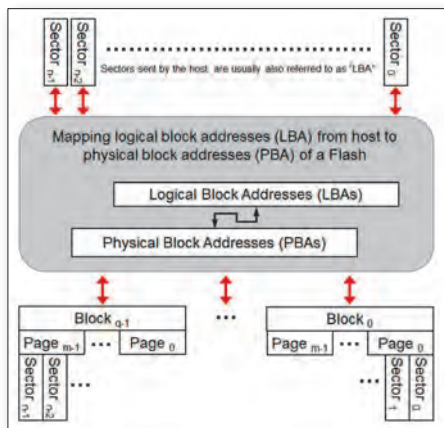 Sector n-1
Sector n-2
Sector 0
Sectors sent by the host are usually also referred to as "LBA"
Mapping logical block addresses (LBA) from host to
physical block addresses (PBA) of a Flash
Logical Block Addresses (LBAs)
Physical Block Addresses (PBAs)
Block q-1
Block 0
Page m-1
Page 0
Page m-1
Page 0
Sector n-1
Sector n-2
Sector 1
Sector 0